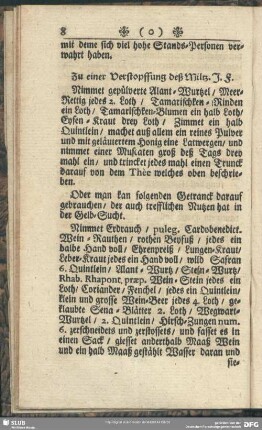 8 ❧ ( o ) ❧
mit deme sich viel hohe Stands-Personen ver-
wahrt haben.
Zu einer Verstopffung deß Miltz. J. F.
Nimmet gepülverte Alant-Wurtzel / Meer-
Rettig jedes 2. Loth / Tamarischken-Rinden
ein Loth / Tamarischken-Blumen ein halb Loth /
Eysen-Kraut drey Loth / Zimmet ein halb
Quintlein / machet auß allem ein reines Pulver
und mit geläutertem Honig eine Latwergen / und
nimmet einer Muscaten groß deß Tags drey
mahl ein / und trincket jedes mahl einen Trunck
darauf von dem Thée welches oben beschrie-
ben.
Oder man kan folgenden Getranck darauf
gebrauchen / der auch trefflichen Nutzen hat in
der Gelb-Sucht.
Nimmet Erdrauch / puleg. Cardobenedict.
Wein-Rauthen / rothen Beyfuß / jedes ein
halbe Hand voll / Ehrenpreiß / Lungen-Kraut /
Leber-Kraut jedes ein Hand voll / wild Safran
6. Quintlein / Alant-Wurtz / Stein-Wurtz /
Rhab. Rhapont. præp. Wein-Stein jedes ein
Loth / Coriander / Fenchel / jedes ein Quintlein /
klein und grosse Wein-Beer jedes 4. Loth / ge-
klaubte Sena-Blätter 2. Loth / Wegwart-
Wurtzel / 2. Quintlein / Hirsch-Zungen num.
6. zerschneidets und zerstossets / und fasset es in
einen Sack / giesset anderthalb Maaß Wein
und ein halb Maaß gestählt Wasser daran und
sie-
SLUB